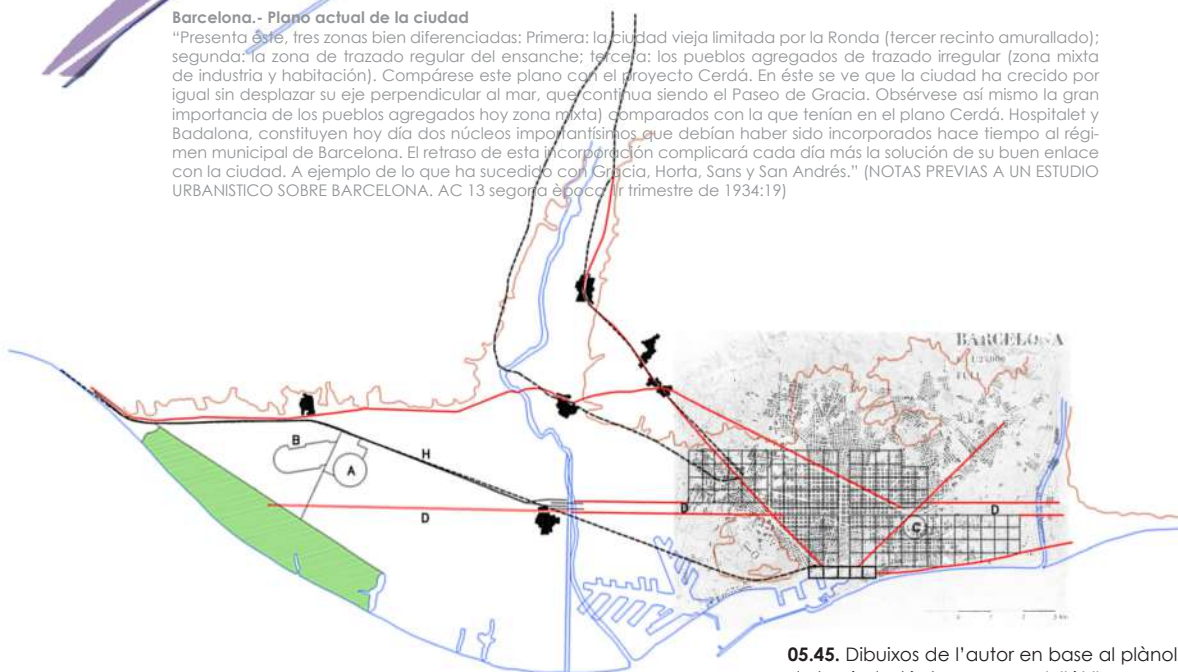 Barcelona.- Plano actual de la ciudad
“Presenta éste, tres zonas bien diferenciadas: Primera: la ciudad vieja limitada por la Ronda (tercer recinto amurallado);
segunda: la zona de trazado regular del ensanche; tercera: los pueblos agregados de trazado irregular (zona mixta
de industria y habitación). Compárese este plano con el proyecto Cerdá. En éste se ve que la ciudad ha crecido por
igual sin desplazar su eje perpendicular al mar, que continua siendo el Paseo de Gracia. Obsérvese así mismo la gran
importancia de los pueblos agregados hoy zona mixta) comparados con la que tenían en el plano Cerdá. Hospitalet y
Badalona, constituyen hoy día dos núcleos importantísimos que debían haber sido incorporados hace tiempo al régi-
men municipal de Barcelona. El retraso de esta incorporación complicará cada día más la solución de su buen enlace
con la ciudad. A ejemplo de lo que ha sucedido con Gracia, Horta, Sans y San Andrés.” (NOTAS PREVIAS A UN ESTUDIO
URBANISTICO SOBRE BARCELONA. AC 13 segona època, 1r trimestre de 1934:19)
BARCELONA
B
A
H
D
D
C
D
05.45. Dibuixos de l’autor en base al plànol